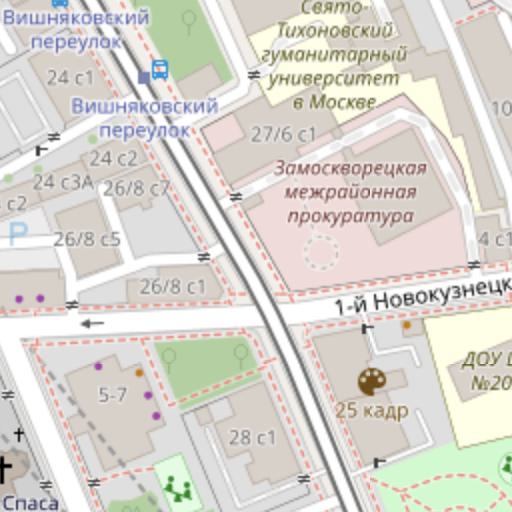 Вишняковский
переулок
Свято-
Тихоновский
гуманитарный
университет
в Москве
24 с1
Вишняковский
переулок
27/6 с1
10
24 с2
24 с3А
26/8 с7
с2
Замоскворецкая
межрайонная
прокуратура
P
26/8 с5
4 с1
26/8 с1
1-й Новокузнецк
5-7
ДОУ
№20
25 кадр
28 с1
Спаса